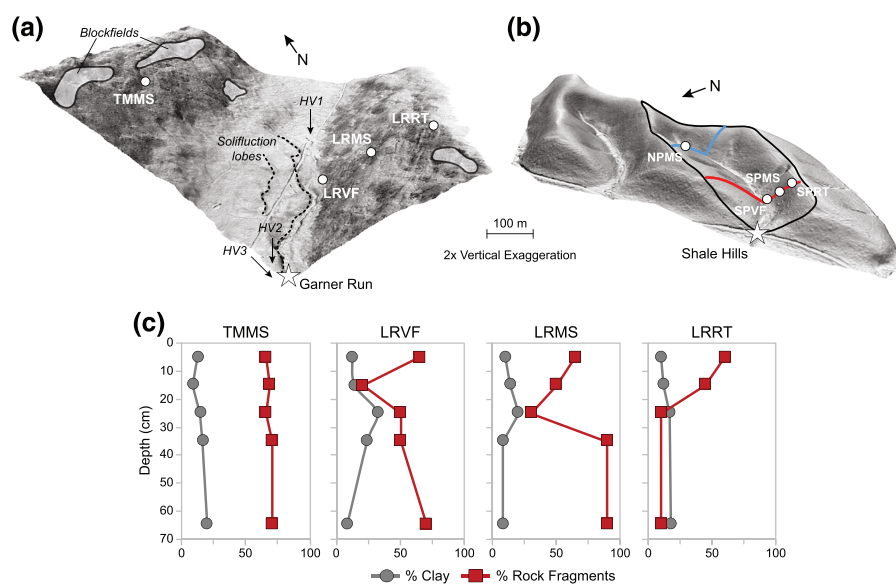 (a)
Blockfields
N
TMMS
HV1
LRRT
Solifluction
lobes
LRMS
LRVF
HV2
HV3
Garner Run
100 m
2x Vertical Exaggeration
(b)
N
NPMS
SPMS
SPRT
SPVF
Shale Hills
(c)
TMMS LRVF LRMS LRRT
Depth (cm)
0
10
20
30
40
50
60
70
0 50 100 0 50 100 0 50 100 0 50 100
% Clay % Rock Fragments